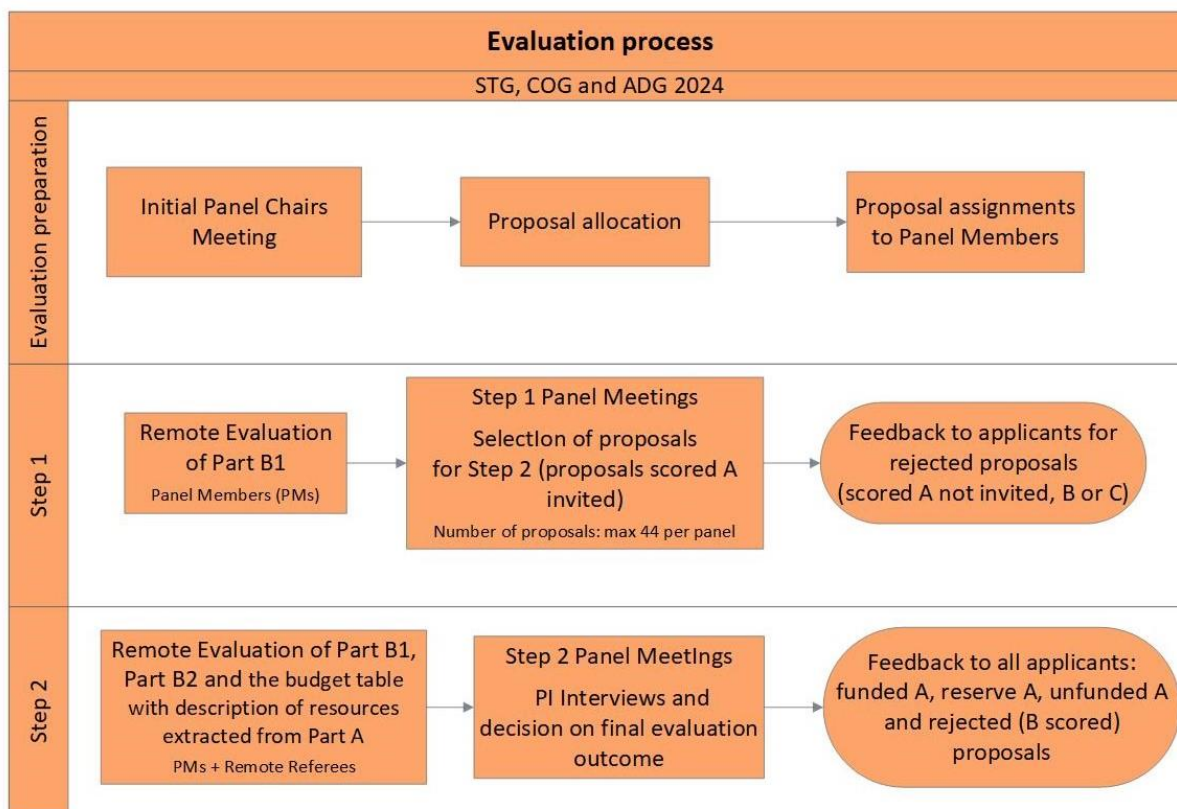 Evaluation process
STG, COG and ADG 2024
Evaluation preparation
Initial Panel Chairs
Meeting
Proposal allocation
Proposal assignments
to Panel Members
Step 1
Remote Evaluation
of Part B1
Panel Members (PMs)
Step 1 Panel Meetings
SelectIon of proposals
for Step 2 (proposals scored A
invited)
Number of proposals: max 44 per panel
Feedback to applicants for
rejected proposals
(scored A not invited, B or C)
Step 2
Remote Evaluation of Part B1,
Part B2 and the budget table
with description of resources
extracted from Part A
PMs + Remote Referees
Step 2 Panel MeetIngs
PI Interviews and
decision on final evaluation
outcome
Feedback to all applicants:
funded A, reserve A, unfunded A
and rejected (B scored)
proposals